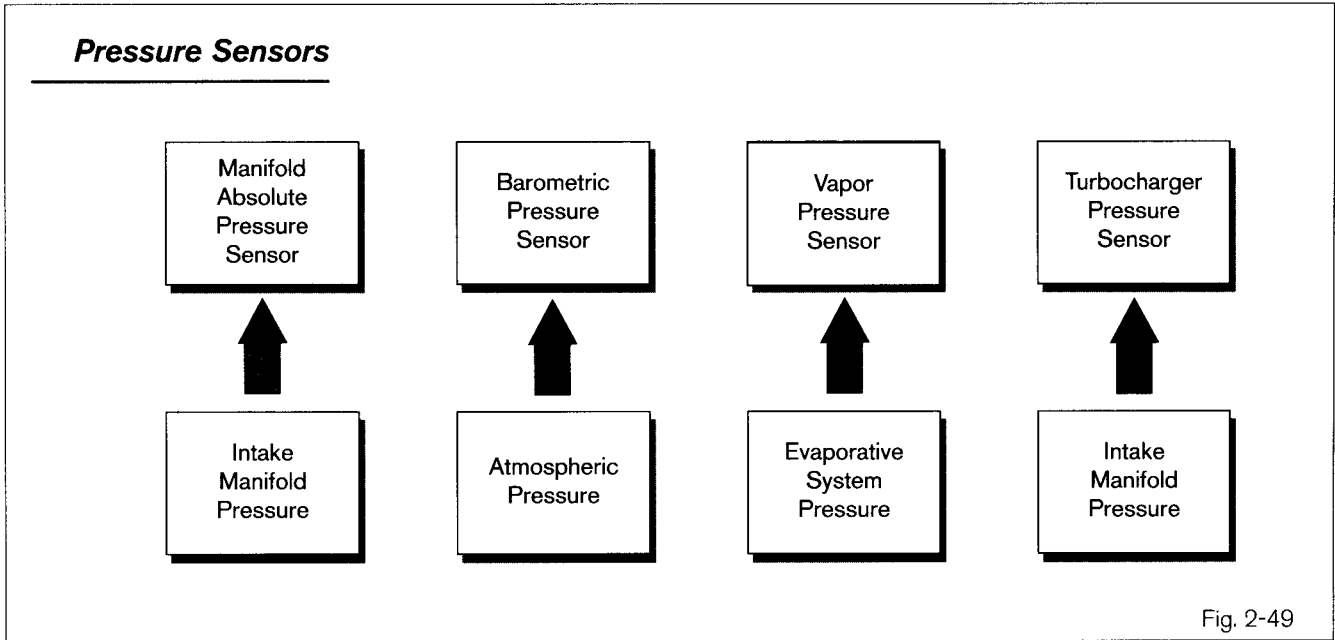 Pressure Sensors
Manifold
Absolute
Pressure
Sensor
Barometric
Pressure
Sensor
Vapor
Pressure
Sensor
Turbocharger
Pressure
Sensor
Intake
Manifold
Pressure
Atmospheric
Pressure
Evaporative
System
Pressure
Intake
Manifold
Pressure
Fig. 2-49